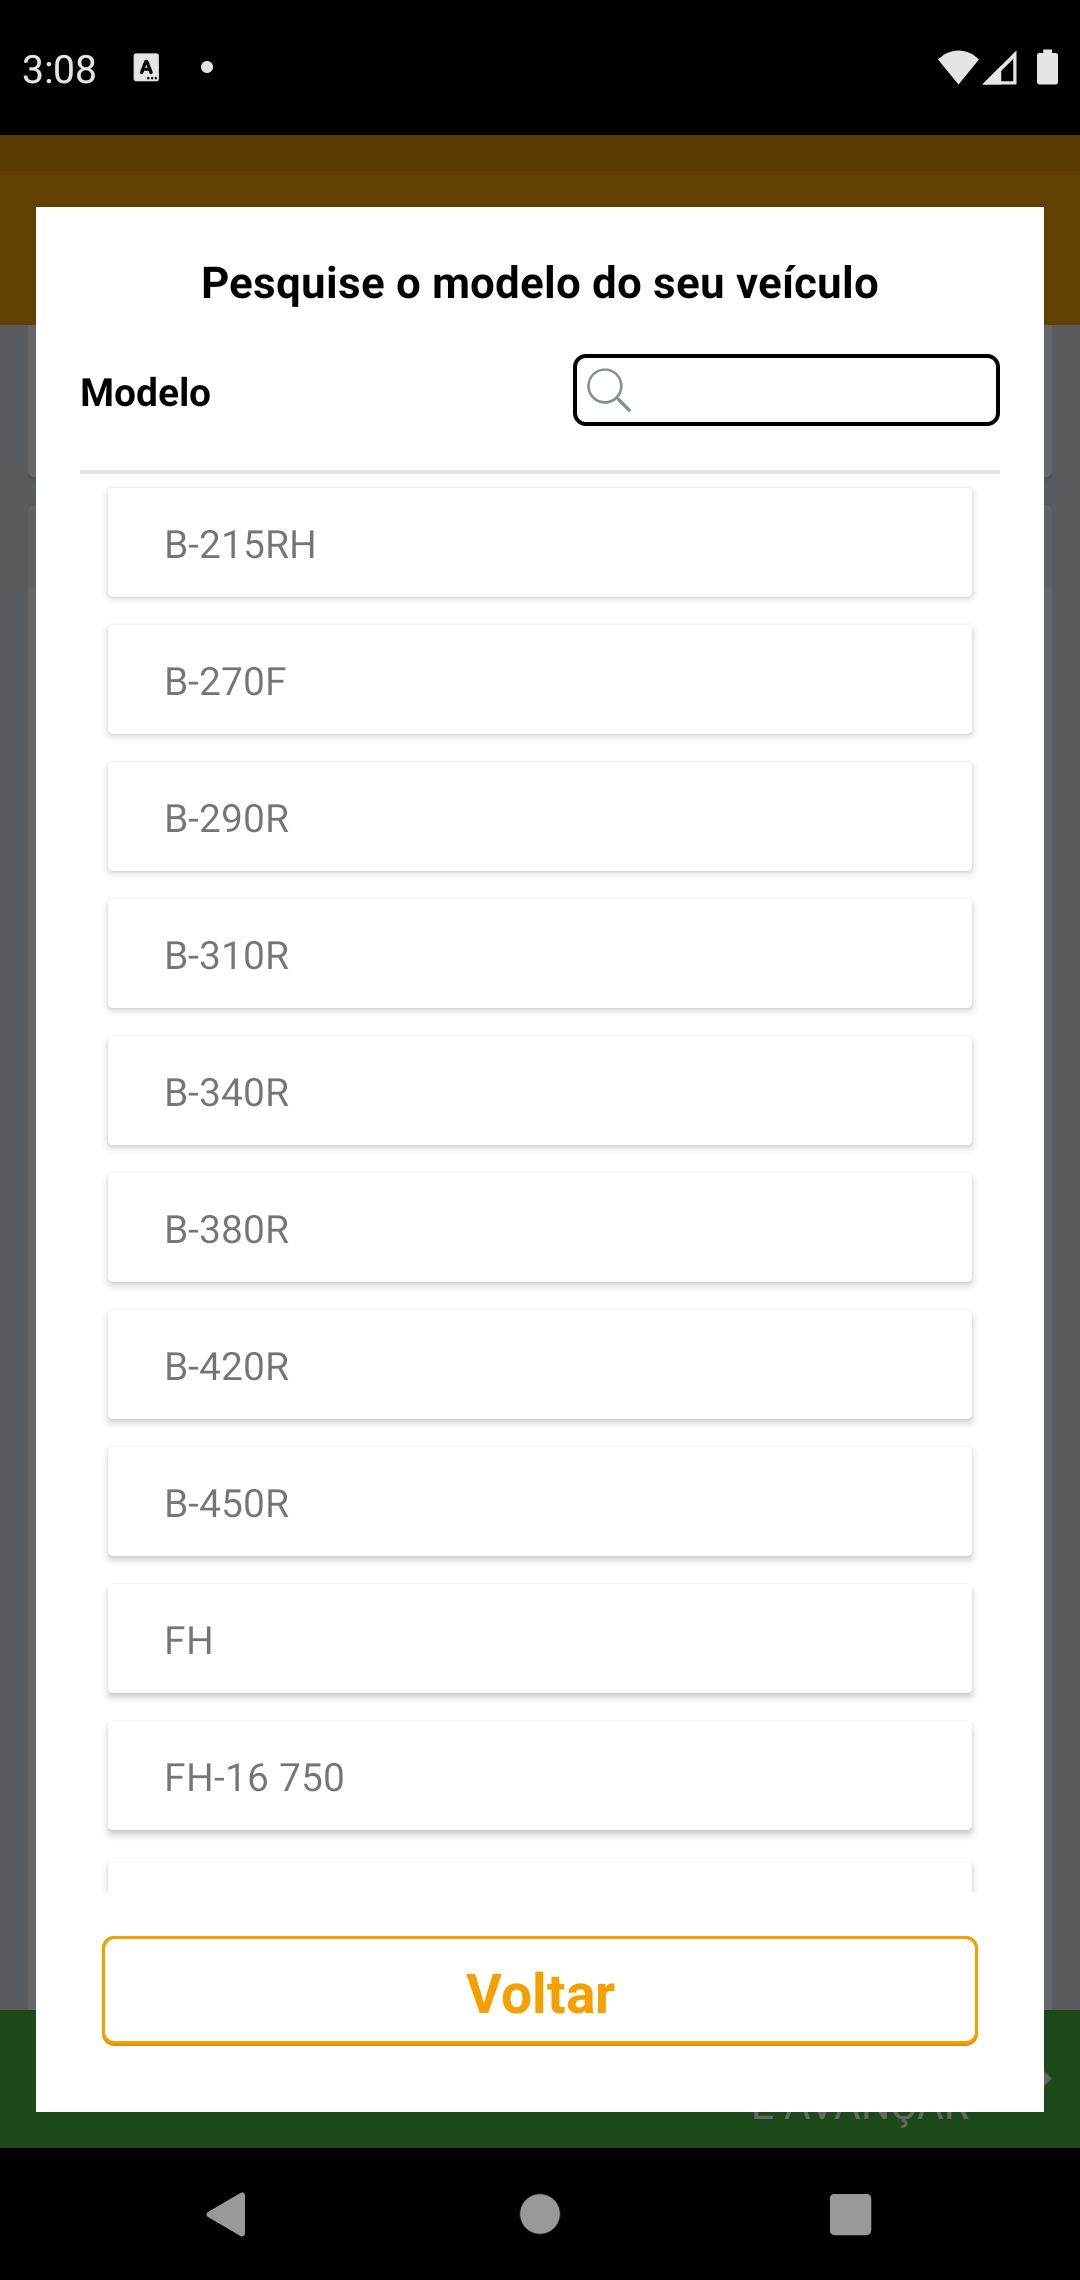 3:08
Pesquise o modelo do seu veículo
Modelo
B-215RH
B-270F
B-290R
B-310R
B-340R
B-380R
B-420R
B-450R
FH
FH-16 750
Voltar
E AVANÇAR